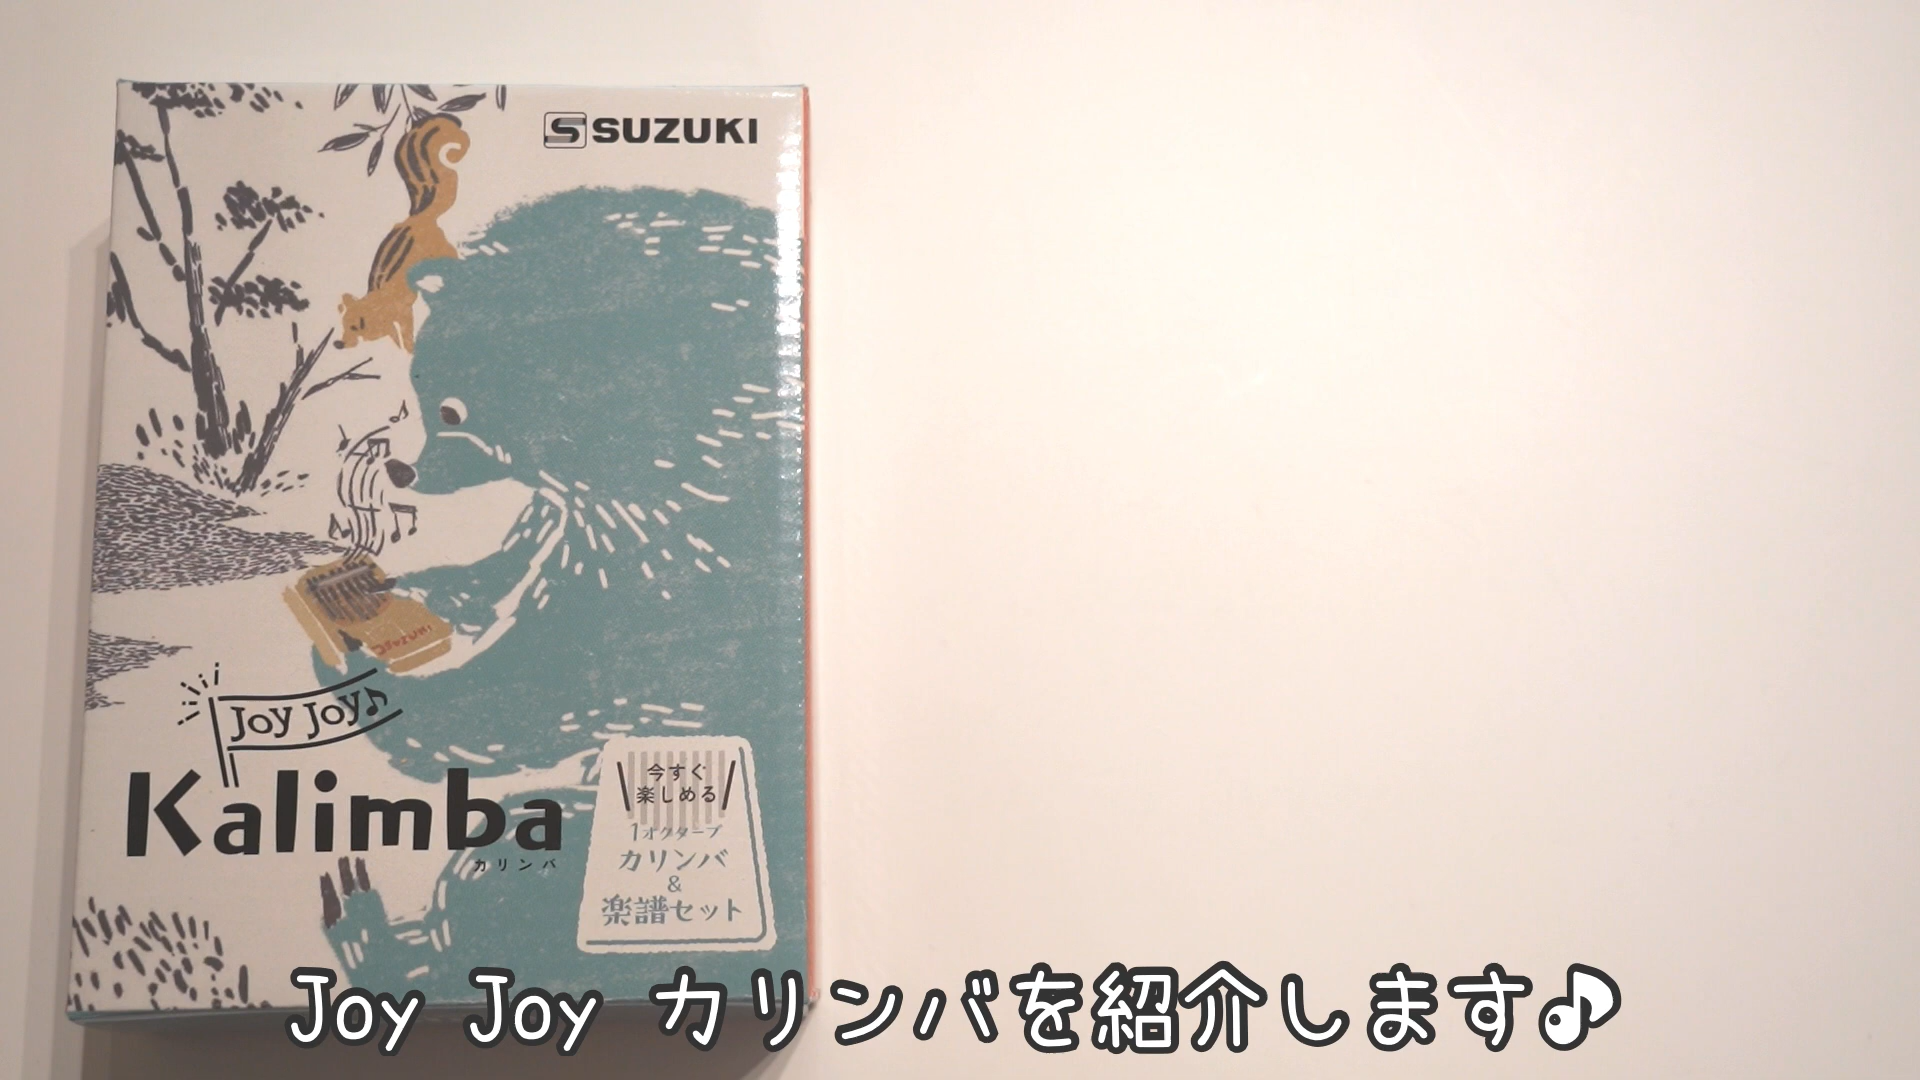 SUZUKI
SUZUKI
Joy Joy♪
Kalimba
カリンバ
今すぐ
楽しめる
1オクターブ
カリンバ
&
楽譜セット
Joy Joy カリンバを紹介します♪